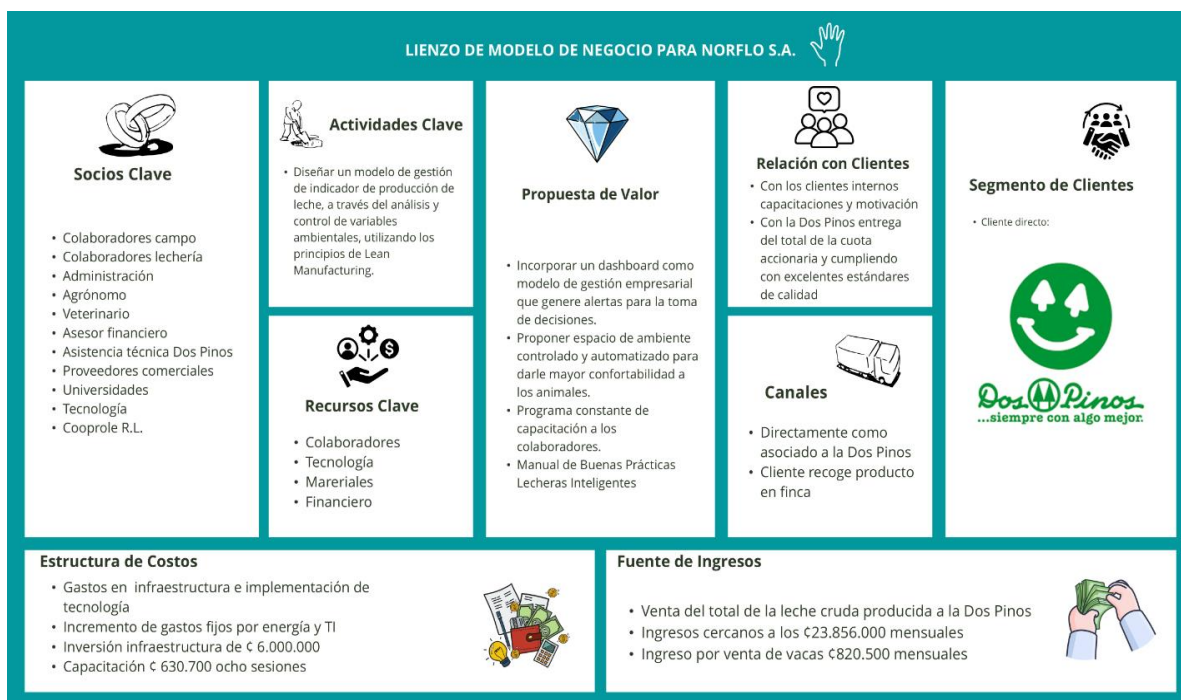 LIENZO DE MODELO DE NEGOCIO PARA NORFLO S.A.
Socios Clave
• Colaboradores campo
• Colaboradores lechería
• Administración
• Agrónomo
• Veterinario
• Asesor financiero
• Asistencia técnica Dos Pinos
• Proveedores comerciales
• Universidades
• Tecnología
• Cooprole R.L.
Actividades Clave
• Diseñar un modelo de gestión
de indicador de producción de
leche, a través del análisis y
control de variables
ambientales, utilizando los
principios de Lean
Manufacturing.
Recursos Clave
• Colaboradores
• Tecnología
• Mareriales
• Financiero
Propuesta de Valor
• Incorporar un dashboard como
modelo de gestión empresarial
que genere alertas para la toma
de decisiones.
• Proponer espacio de ambiente
controlado y automatizado para
darle mayor confortabilidad a
los animales.
• Programa constante de
capacitación a los
colaboradores.
• Manual de Buenas Prácticas
Lecheras Inteligentes
Relación con Clientes
• Con los clientes internos
capacitaciones y motivación
• Con la Dos Pinos entrega
del total de la cuota
accionaria y cumpliendo
con excelentes estándares
de calidad
Canales
• Directamente como
asociado a la Dos Pinos
• Cliente recoge producto
en finca
Segmento de Clientes
• Cliente directo:
Dos Pinos
...siempre con algo mejor.
Estructura de Costos
• Gastos en infraestructura e implementación de
tecnología
• Incremento de gastos fijos por energía y TI
• Inversión infraestructura de ₵ 6.000.000
• Capacitación ₵ 630.700 ocho sesiones
Fuente de Ingresos
• Venta del total de la leche cruda producida a la Dos Pinos
• Ingresos cercanos a los ₵23.856.000 mensuales
• Ingreso por venta de vacas ₵820.500 mensuales